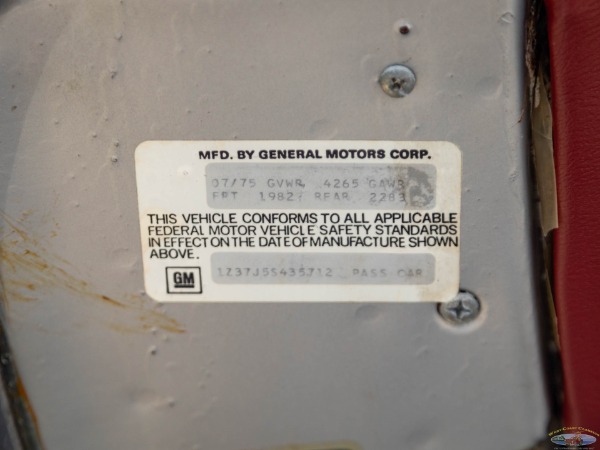 MFD. BY GENERAL MOTORS CORP.
07/75 GVWR 4265 GAWR
FRT 1982 REAR 2283
THIS VEHICLE CONFORMS TO ALL APPLICABLE
FEDERAL MOTOR VEHICLE SAFETY STANDARDS
IN EFFECT ON THE DATE OF MANUFACTURE SHOWN
ABOVE.
GM
1Z37J5S435712 PASS CAR